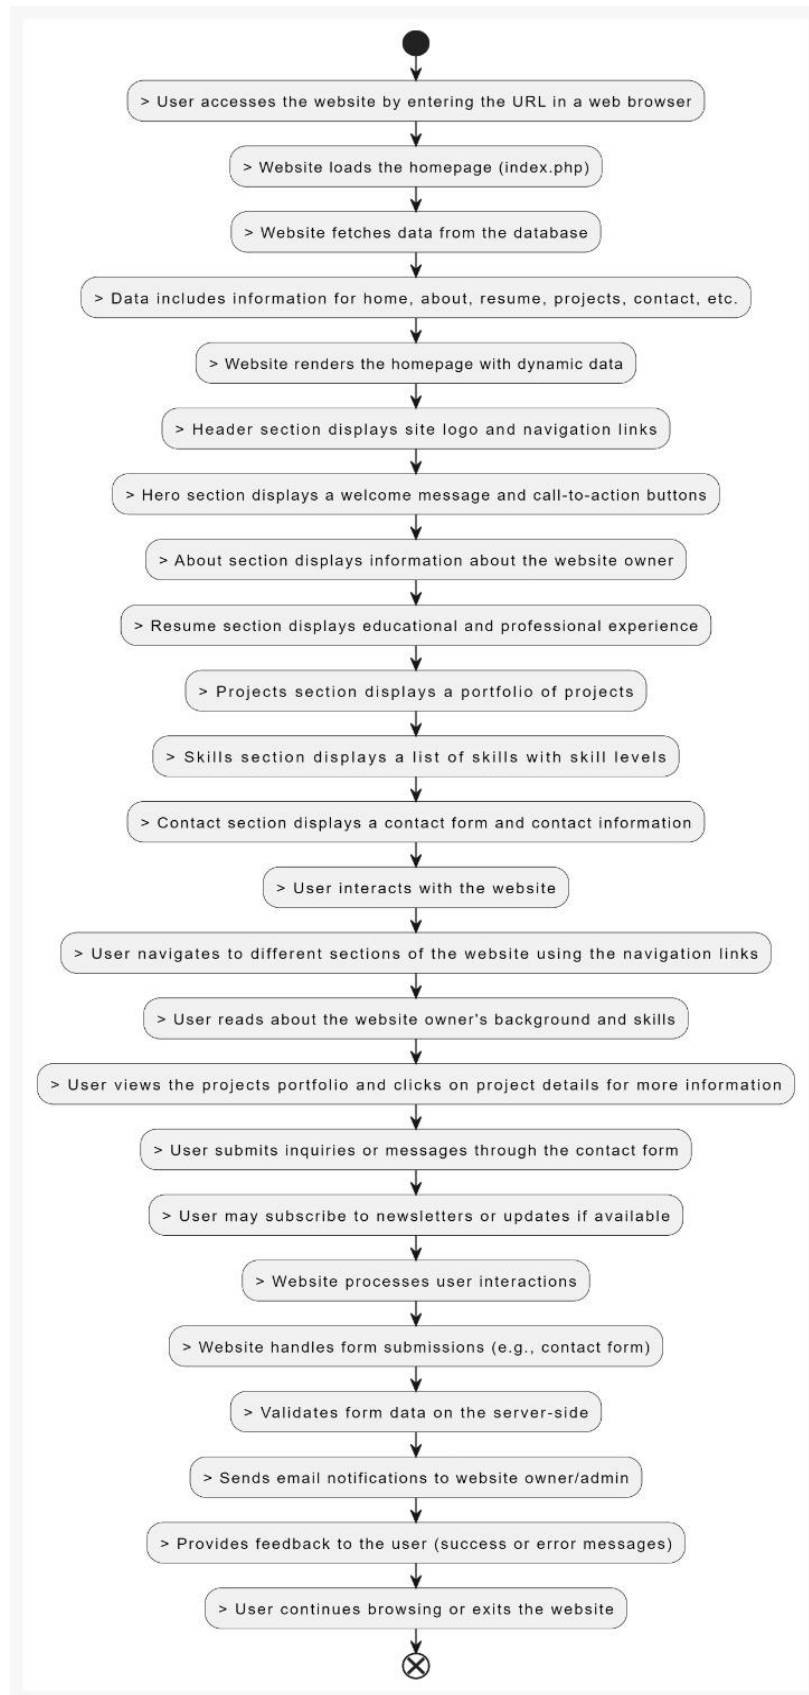 > User accesses the website by entering the URL in a web browser
> Website loads the homepage (index.php)
> Website fetches data from the database
> Data includes information for home, about, resume, projects, contact, etc.
> Website renders the homepage with dynamic data
> Header section displays site logo and navigation links
> Hero section displays a welcome message and call-to-action buttons
> About section displays information about the website owner
> Resume section displays educational and professional experience
> Projects section displays a portfolio of projects
> Skills section displays a list of skills with skill levels
> Contact section displays a contact form and contact information
> User interacts with the website
> User navigates to different sections of the website using the navigation links
> User reads about the website owner's background and skills
> User views the projects portfolio and clicks on project details for more information
> User submits inquiries or messages through the contact form
> User may subscribe to newsletters or updates if available
> Website processes user interactions
> Website handles form submissions (e.g., contact form)
> Validates form data on the server-side
> Sends email notifications to website owner/admin
> Provides feedback to the user (success or error messages)
> User continues browsing or exits the website